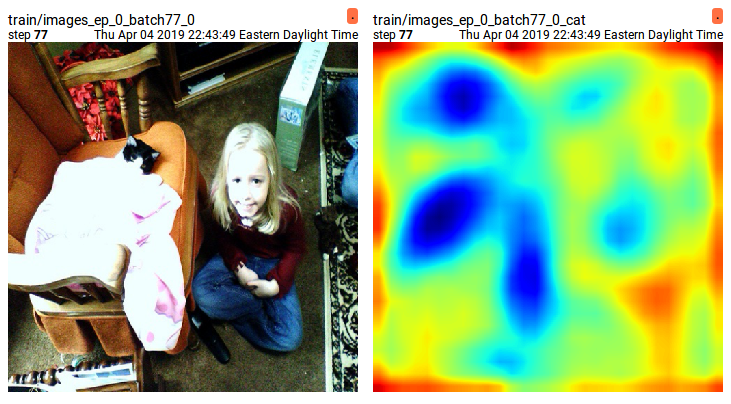 train/images_ep_0_batch77_0
step 77 Thu Apr 04 2019 22:43:49 Eastern Daylight Time
train/images_ep_0_batch77_0_cat
step 77 Thu Apr 04 2019 22:43:49 Eastern Daylight Time